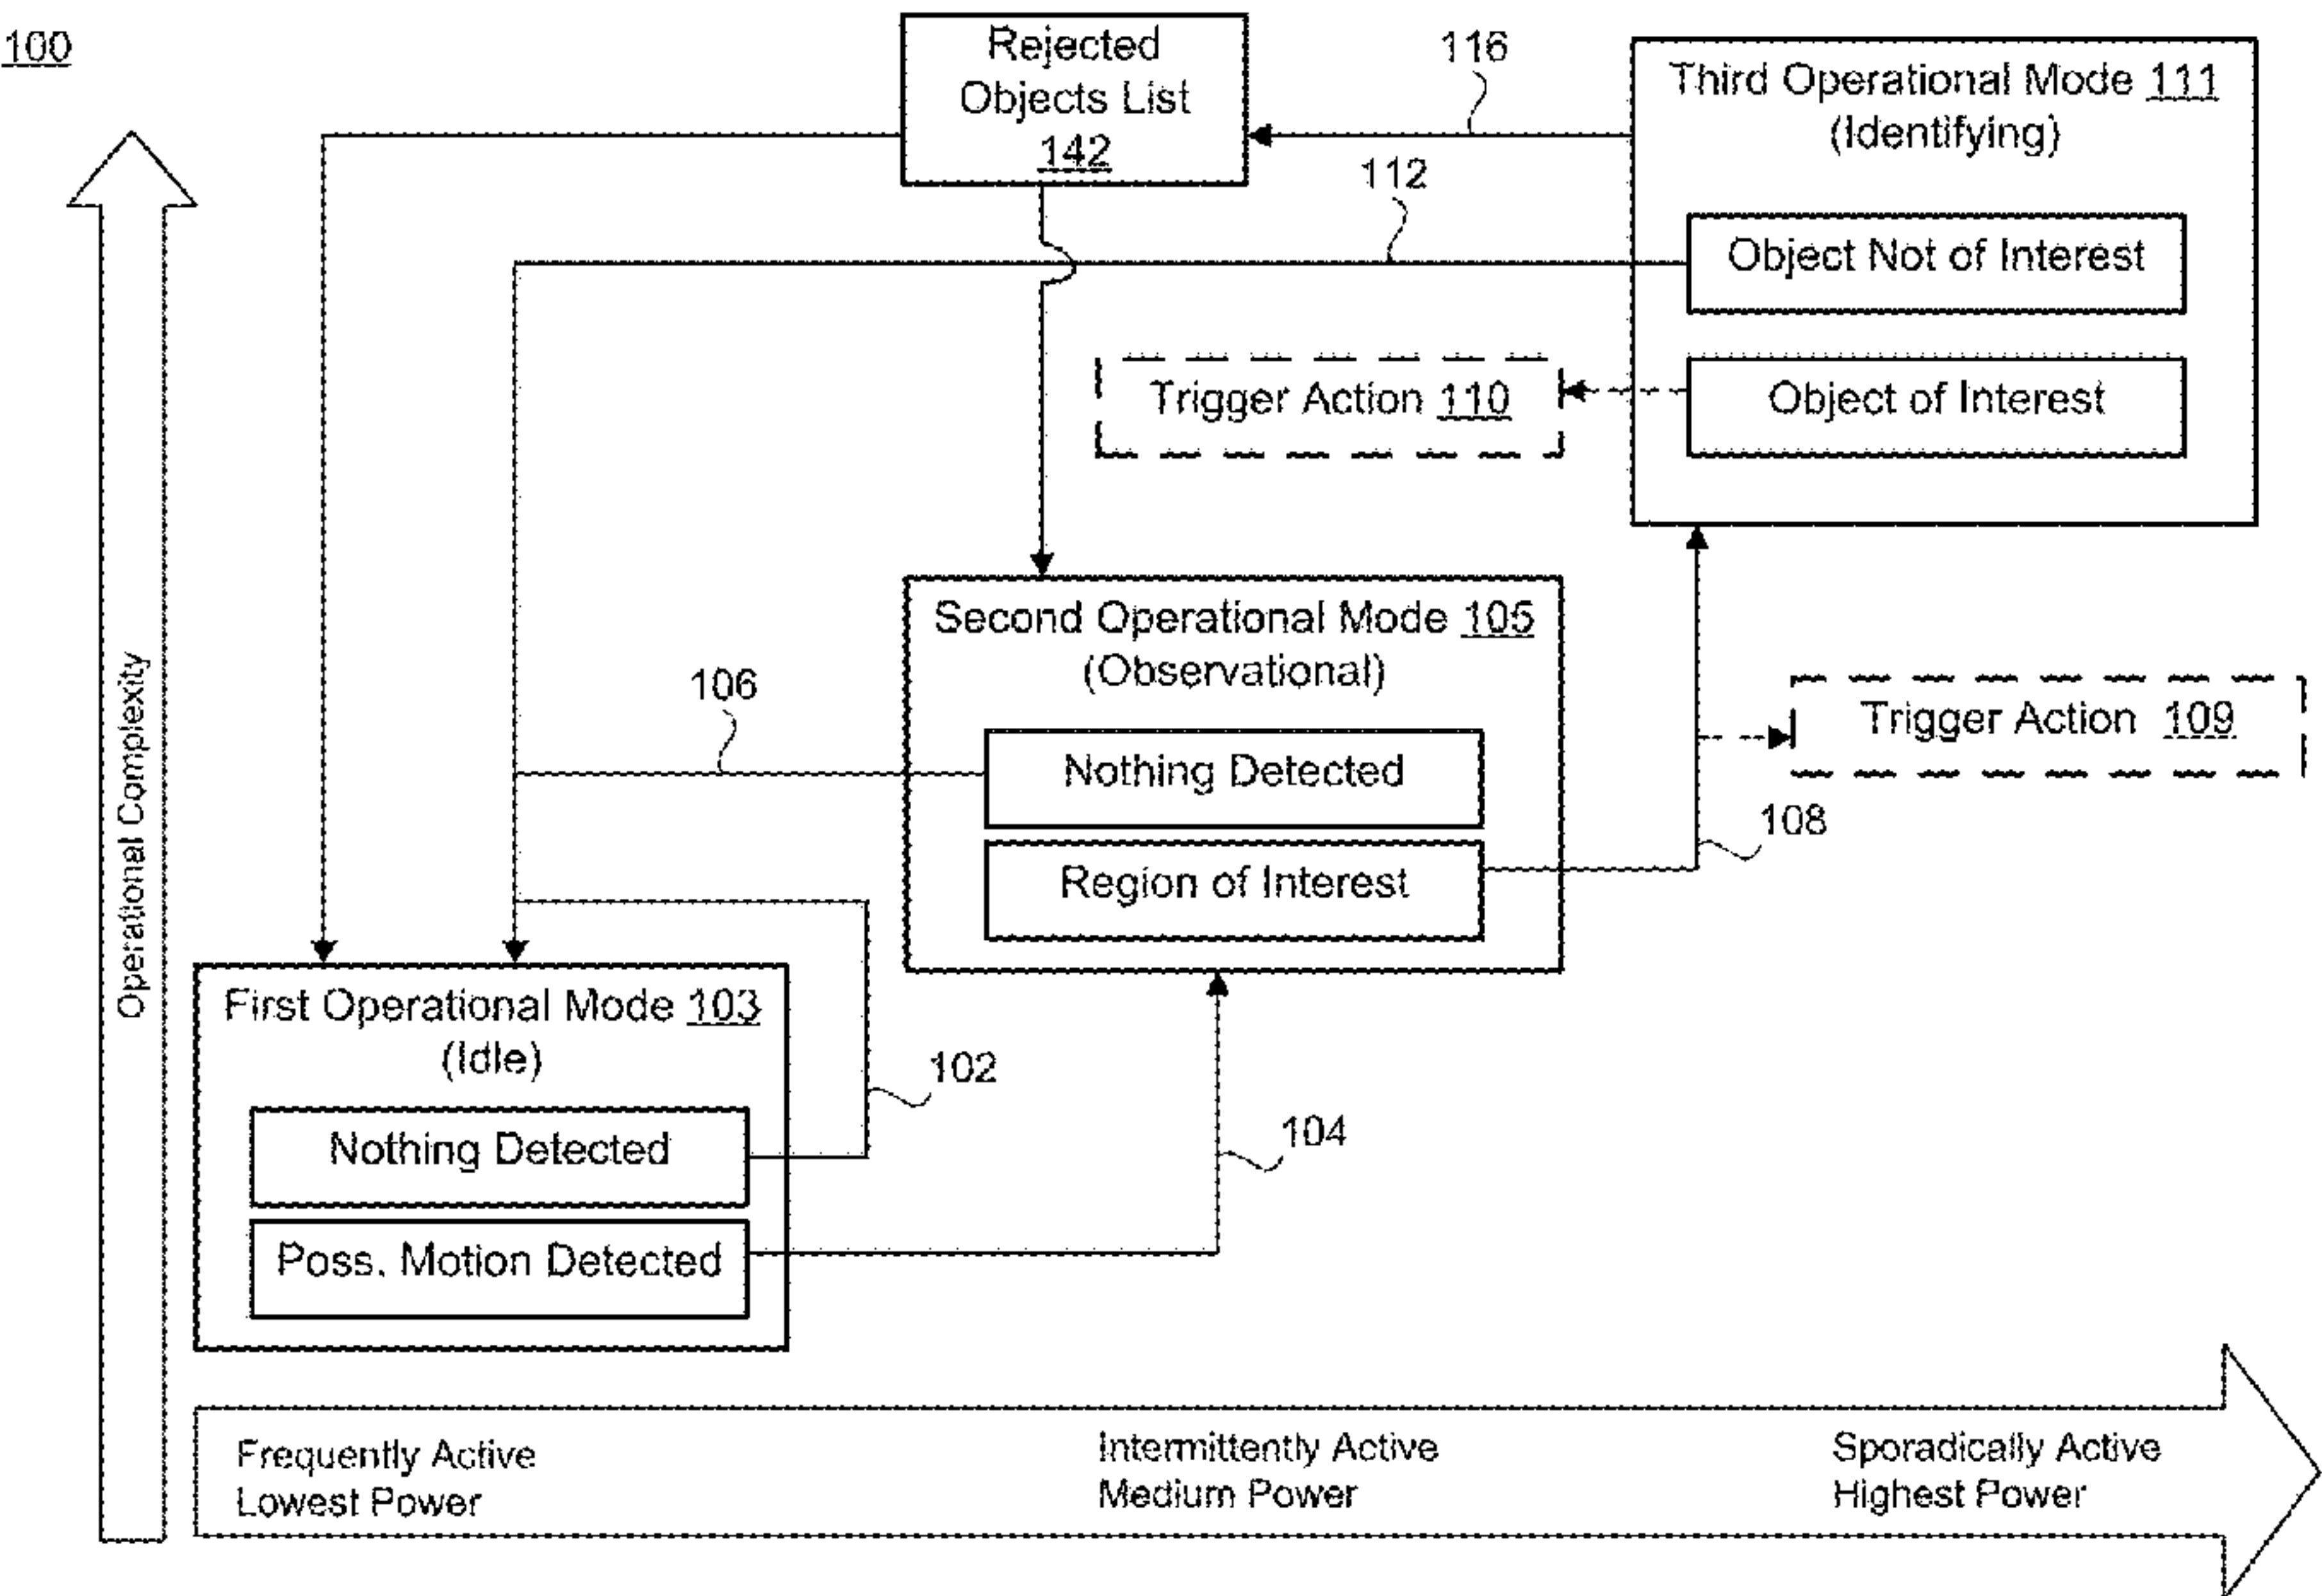 100
Rejected
Objects List
142
116
Third Operational Mode 111
(Identifying)
112
Object Not of Interest
Trigger Action 110
Object of Interest
Second Operational Mode 105
(Observational)
106
Nothing Detected
Region of Interest
Trigger Action 109
108
Operational Complexity
First Operational Mode 103
(Idle)
102
Nothing Detected
104
Poss. Motion Detected
Frequently Active
Lowest Power
Intermittently Active
Medium Power
Sporadically Active
Highest Power